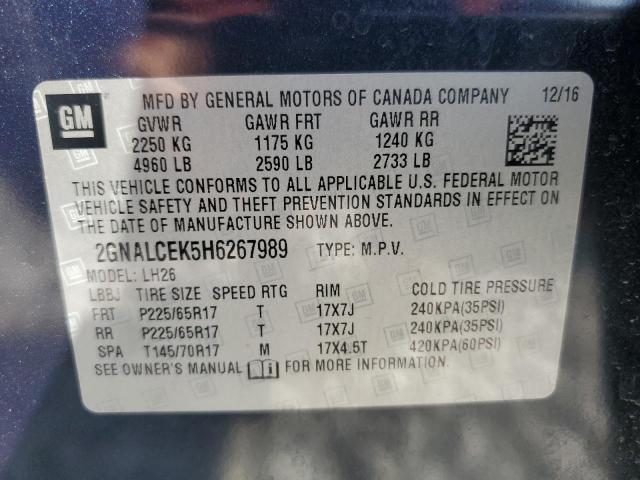 GM
MFD BY GENERAL MOTORS OF CANADA COMPANY 12/16
GVWR GAWR FRT GAWR RR
2250 KG 1175 KG 1240 KG
4960 LB 2590 LB 2733 LB
THIS VEHICLE CONFORMS TO ALL APPLICABLE U.S. FEDERAL MOTOR
VEHICLE SAFETY AND THEFT PREVENTION STANDARDS IN EFFECT ON
THE DATE OF MANUFACTURE SHOWN ABOVE.
2GNALCEK5H6267989 TYPE: M.P.V.
MODEL: LH26
LBBJ TIRE SIZE SPEED RTG RIM COLD TIRE PRESSURE
FRT P225/65R17 T 17X7J 240KPA(35PSI)
RR P225/65R17 T 17X7J 240KPA(35PSI)
SPA T145/70R17 M 17X4.5T 420KPA(60PSI)
SEE OWNER'S MANUAL FOR MORE INFORMATION.